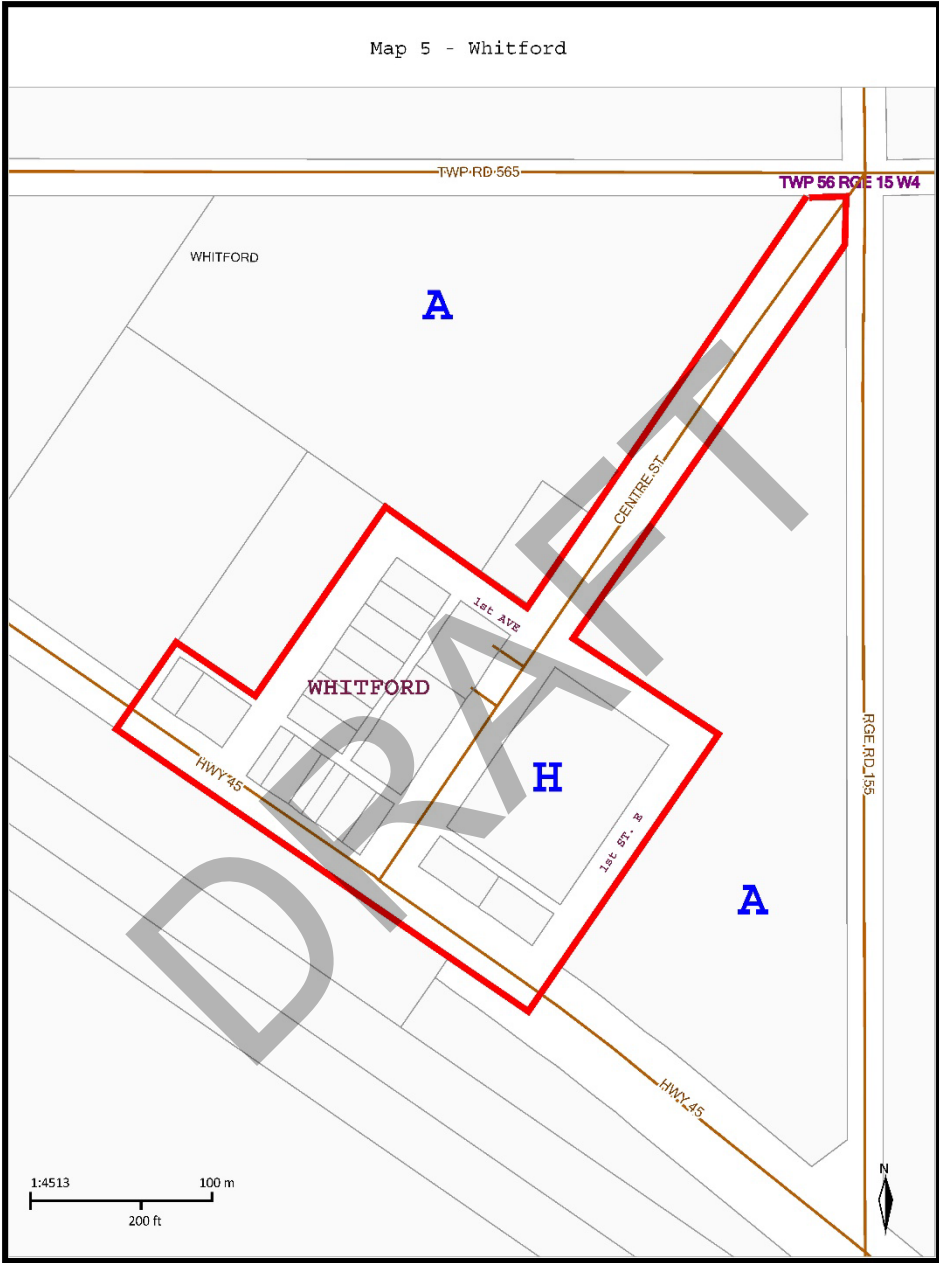 Map 5 - Whitford
TWP RD 565
TWP 56 RGE 15 W4
WHITFORD
A
CENTRE ST
1st AVE
WHITFORD
HWY 45
H
RGE RD 155
1st ST. E
A
DRAFT
HWY 45
1:4513
100 m
200 ft
N